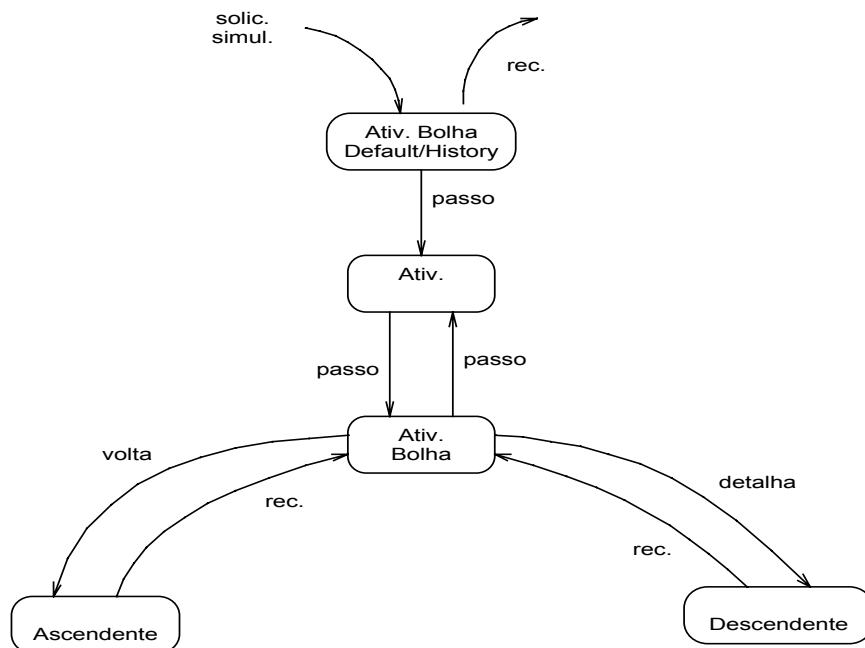 solic.
simul.
rec.
Ativ. Bolha
Default/History
passo
Ativ.
passo
passo
Ativ.
Bolha
volta
detalha
rec.
rec.
Ascendente
Descendente